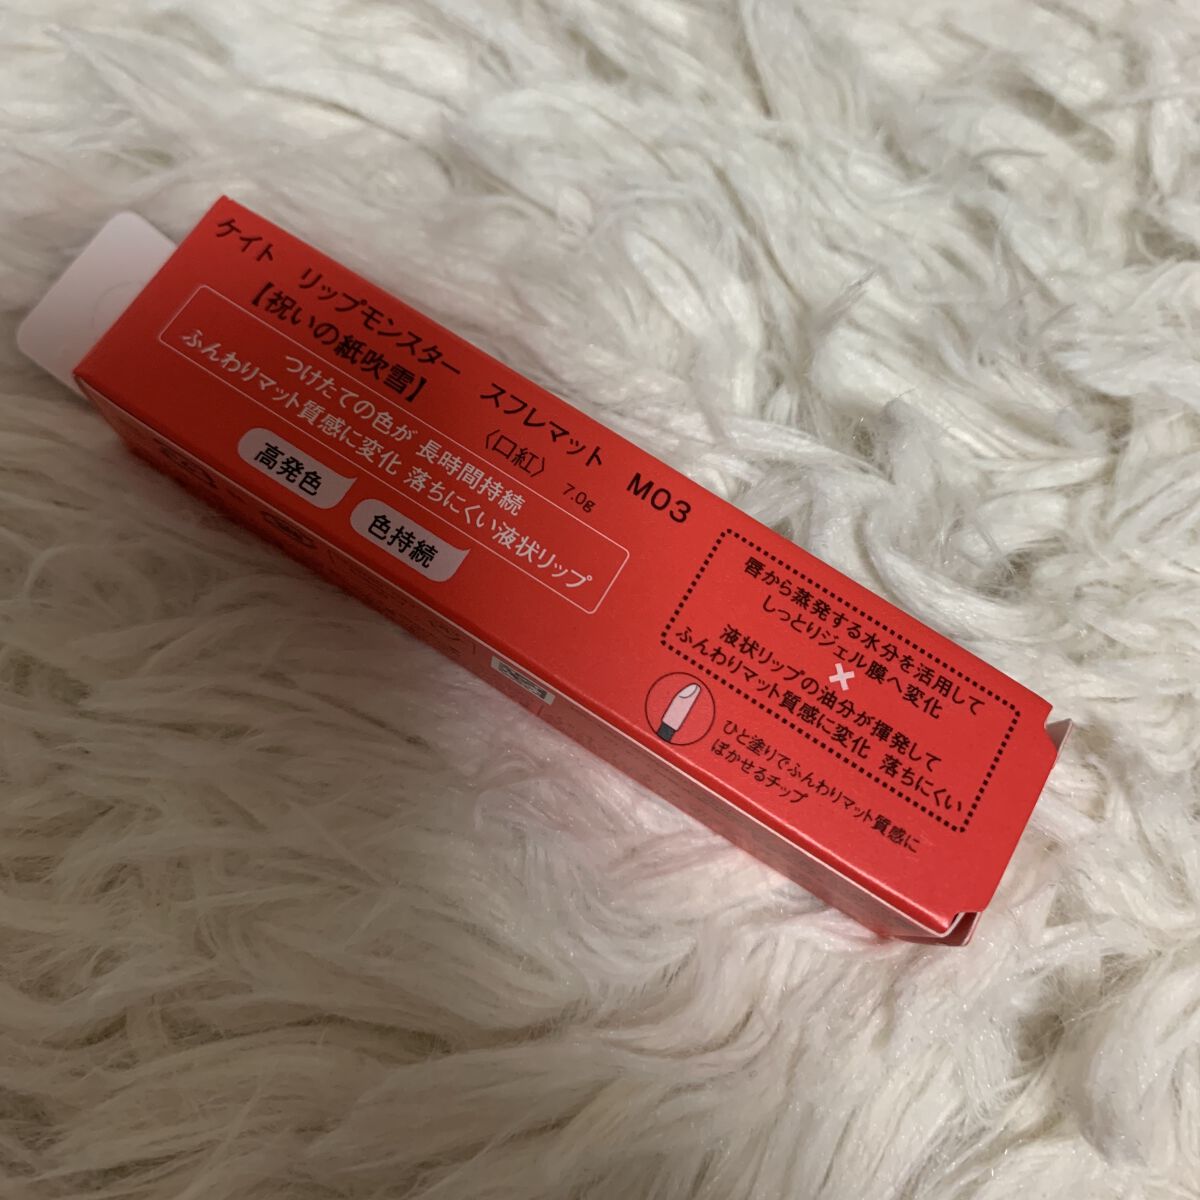 ケイト　リップモンスター　スフレマット　M03
【祝いの紙吹雪】
〈口紅〉 7.0g
つけたての色が 長時間持続
ふんわりマット質感に変化 落ちにくい液状リップ
高発色
色持続
唇から蒸発する水分を活用して
しっとりジェル膜へ変化
×
液状リップの油分が揮発して
ふんわりマット質感に変化 落ちにくい
ひと塗りでふんわりマット質感に
ぼかせるチップ